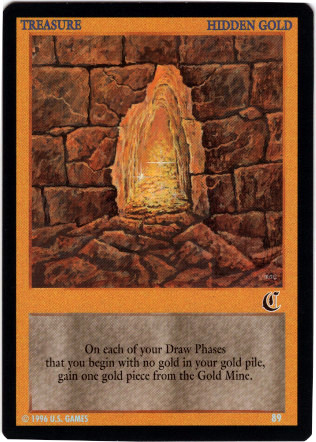 TREASURE HIDDEN GOLD
C
On each of your Draw Phases
that you begin with no gold in your gold pile,
gain one gold piece from the Gold Mine.
© 1996 U.S. GAMES 89